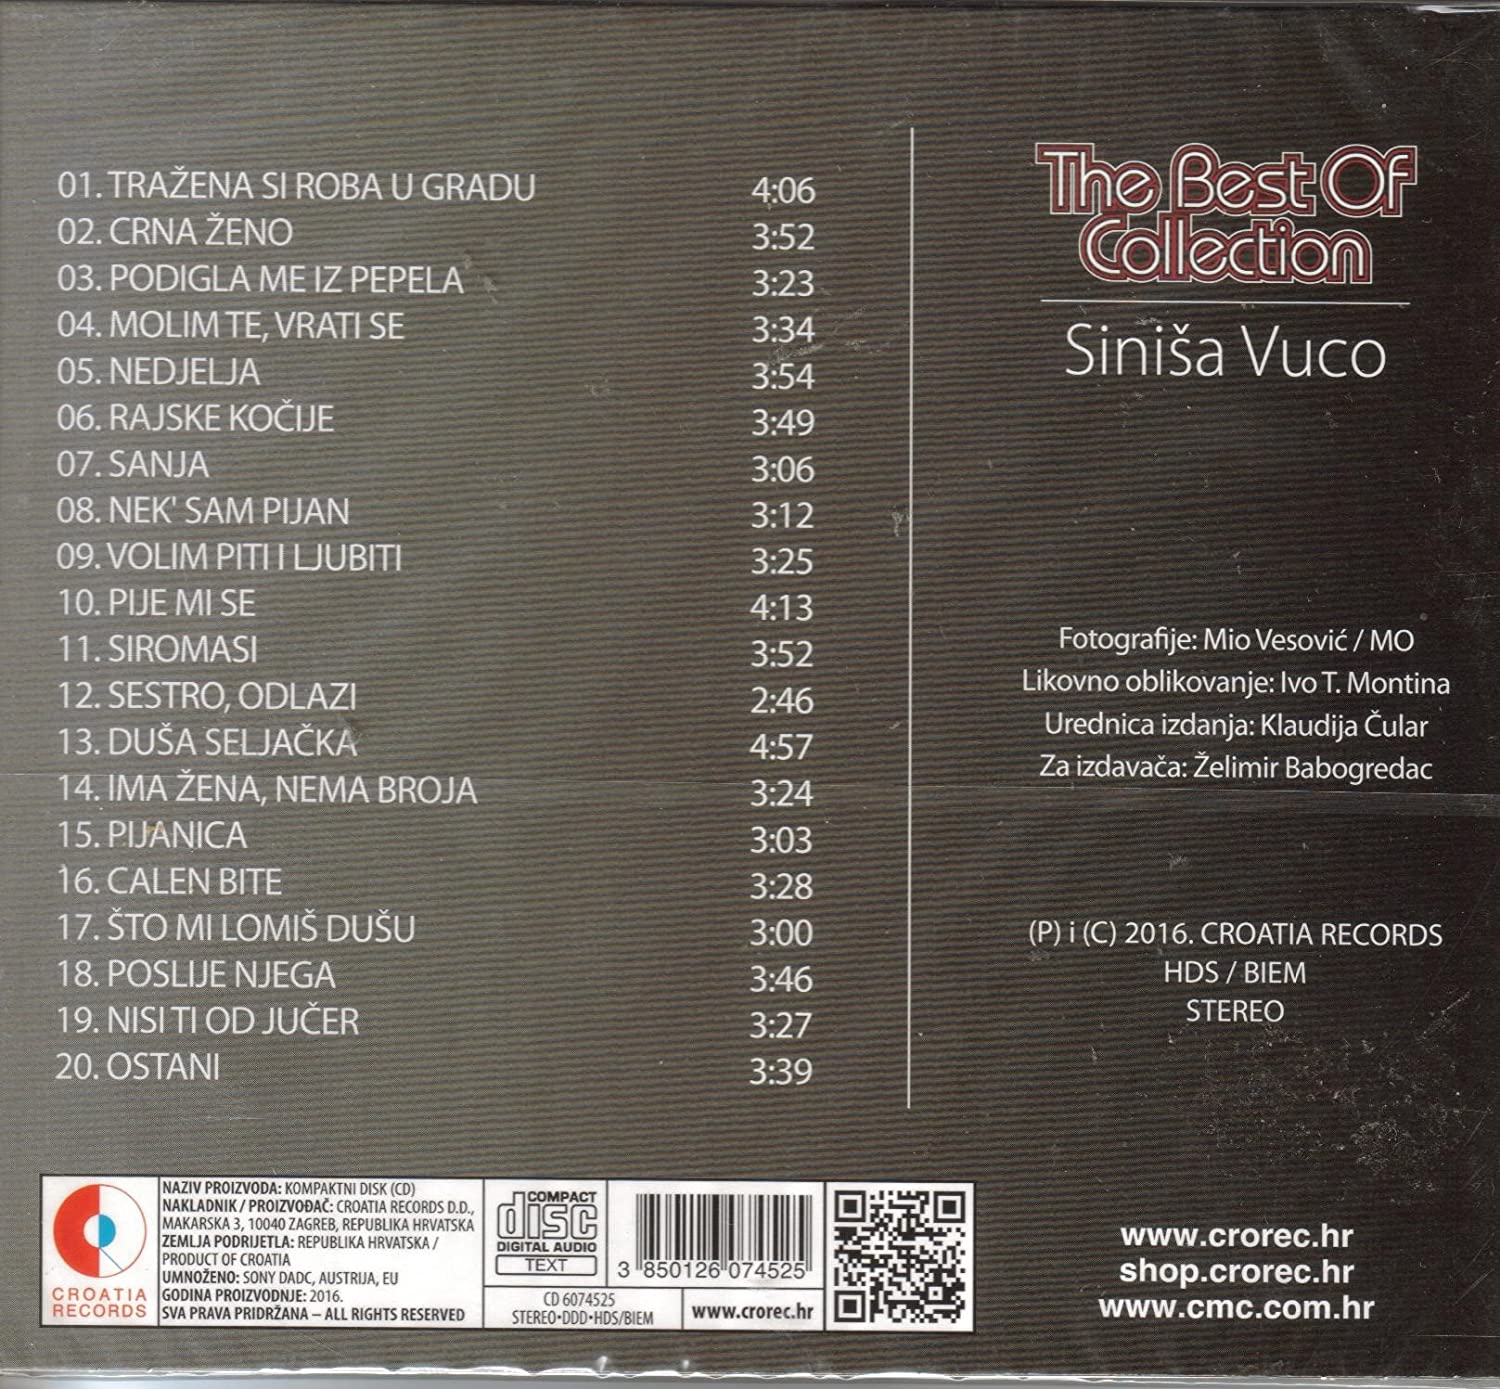 01. TRAŽENA SI ROBA U GRADU 4:06
02. CRNA ŽENO 3:52
03. PODIGLA ME IZ PEPELA 3:23
04. MOLIM TE, VRATI SE 3:34
05. NEDJELJA 3:54
06. RAJSKE KOČIJE 3:49
07. SANJA 3:06
08. NEK' SAM PIJAN 3:12
09. VOLIM PITI I LJUBITI 3:25
10. PIJE MI SE 4:13
11. SIROMASI 3:52
12. SESTRO, ODLAZI 2:46
13. DUŠA SELJAČKA 4:57
14. IMA ŽENA, NEMA BROJA 3:24
15. PIJANICA 3:03
16. CALEN BITE 3:28
17. ŠTO MI LOMIŠ DUŠU 3:00
18. POSLIJE NJEGA 3:46
19. NISI TI OD JUČER 3:27
20. OSTANI 3:39
The Best Of
Collection
Siniša Vuco
Fotografije: Mio Vesović / MO
Likovno oblikovanje: Ivo T. Montina
Urednica izdanja: Klaudija Čular
Za izdavača: Želimir Babogredac
(P) i (C) 2016. CROATIA RECORDS
HDS / BIEM
STEREO
CROATIA
RECORDS
NAZIV PROIZVODA: KOMPAKTNI DISK (CD)
NAKLADNIK / PROIZVOĐAČ: CROATIA RECORDS D.D.,
MAKARSKA 3, 10040 ZAGREB, REPUBLIKA HRVATSKA
ZEMLJA PODRIJETLA: REPUBLIKA HRVATSKA /
PRODUCT OF CROATIA
UMNOŽENO: SONY DADC, AUSTRIJA, EU
GODINA PROIZVODNJE: 2016.
SVA PRAVA PRIDRŽANA – ALL RIGHTS RESERVED
COMPACT
disc
DIGITAL AUDIO
TEXT
3 850126 074525
CD 6074525
STEREO•DDD•HDS/BIEM
www.crorec.hr
www.crorec.hr
shop.crorec.hr
www.cmc.com.hr